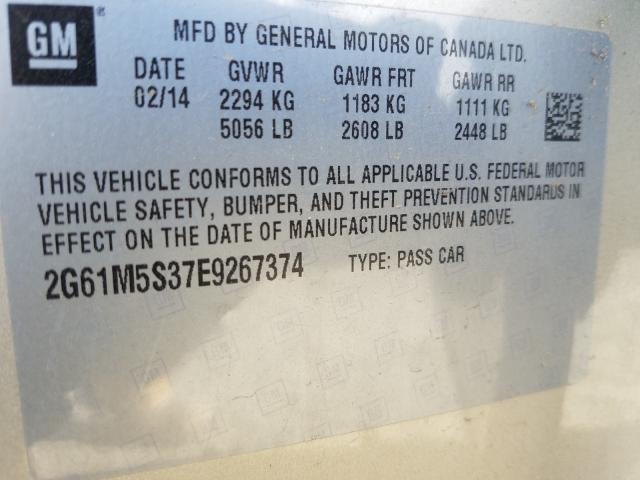 GM®
MFD BY GENERAL MOTORS OF CANADA LTD.
DATE GVWR GAWR FRT GAWR RR
02/14 2294 KG 1183 KG 1111 KG
5056 LB 2608 LB 2448 LB
THIS VEHICLE CONFORMS TO ALL APPLICABLE U.S. FEDERAL MOTOR
VEHICLE SAFETY, BUMPER, AND THEFT PREVENTION STANDARDS IN
EFFECT ON THE DATE OF MANUFACTURE SHOWN ABOVE.
2G61M5S37E9267374 TYPE: PASS CAR